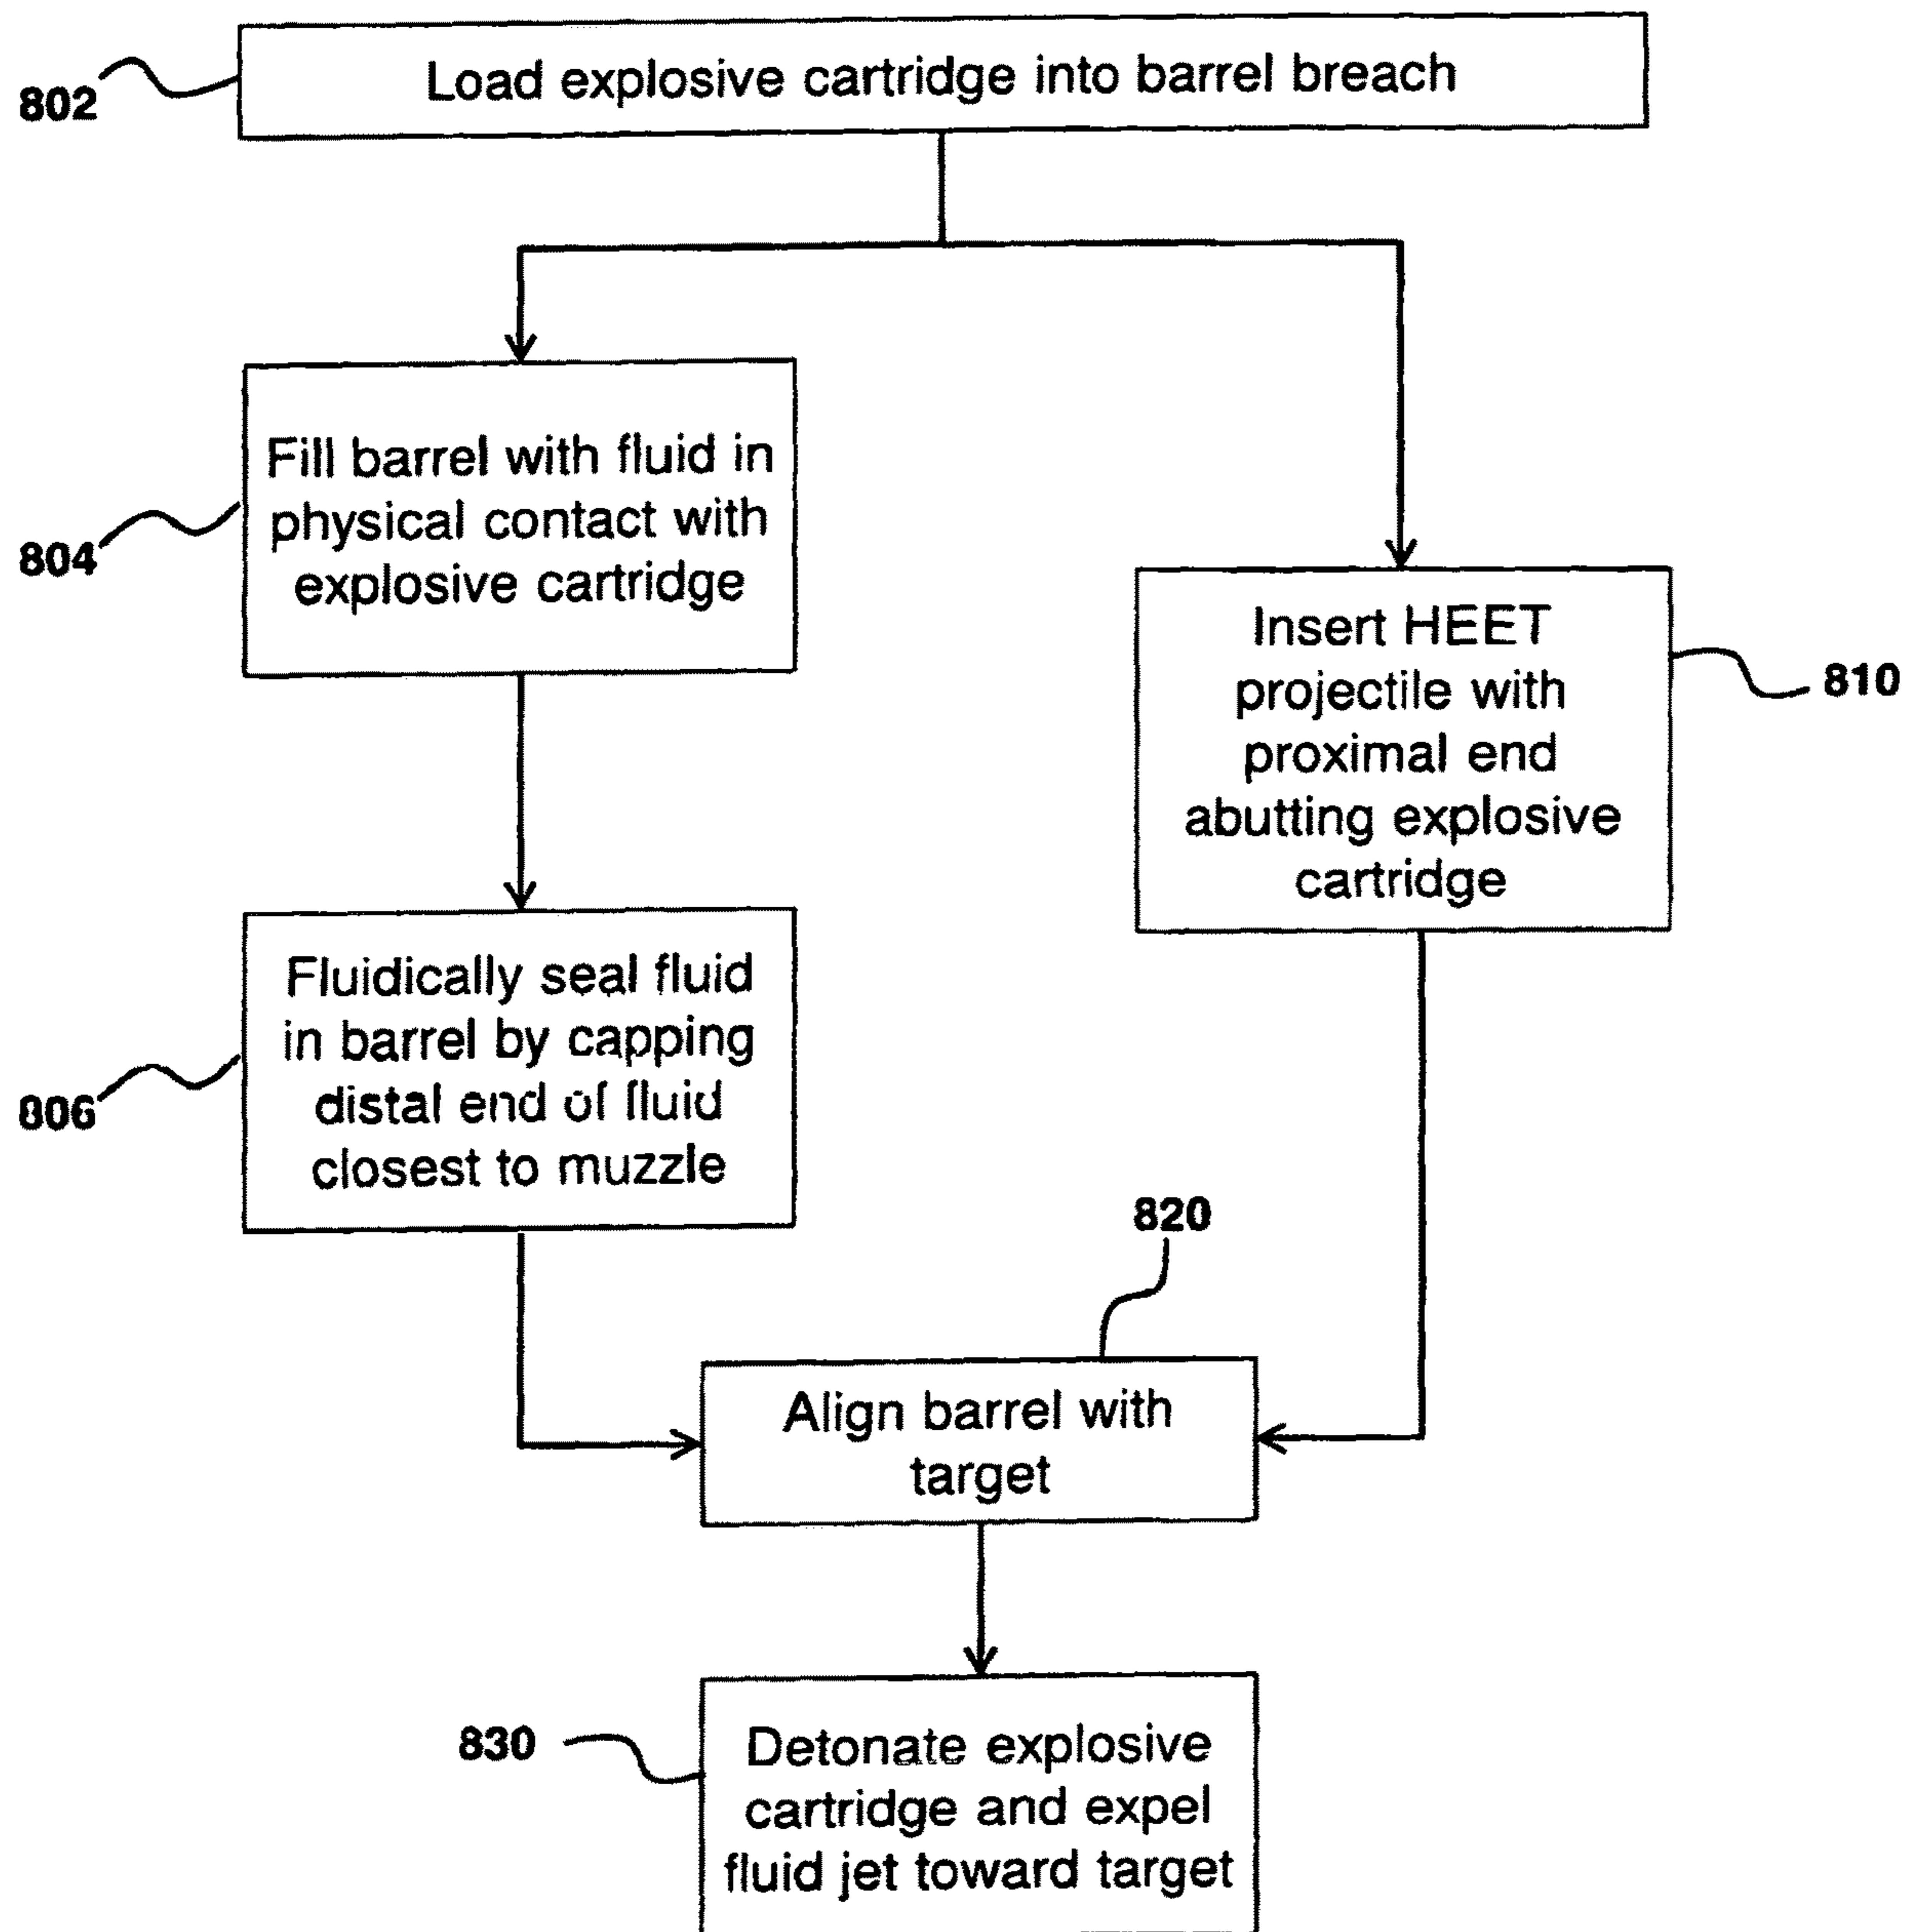 802
Load explosive cartridge into barrel breach
804
Fill barrel with fluid in
physical contact with
explosive cartridge
810
Insert HEET
projectile with
proximal end
abutting explosive
cartridge
806
Fluidically seal fluid
in barrel by capping
distal end of fluid
closest to muzzle
820
Align barrel with
target
830
Detonate explosive
cartridge and expel
fluid jet toward target